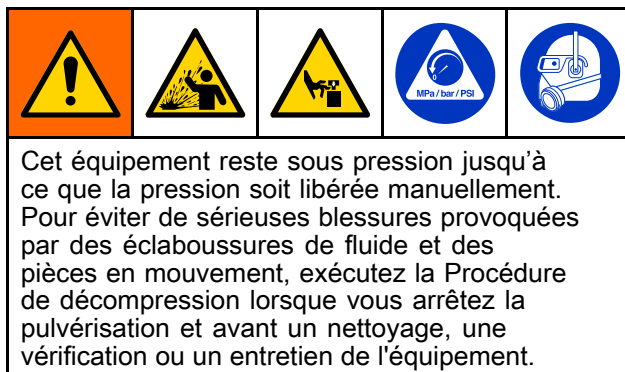 MPa/bar/PSI
Cet équipement reste sous pression jusqu’à
ce que la pression soit libérée manuellement.
Pour éviter de sérieuses blessures provoquées
par des éclaboussures de fluide et des
pièces en mouvement, exécutez la Procédure
de décompression lorsque vous arrêtez la
pulvérisation et avant un nettoyage, une
vérification ou un entretien de l'équipement.